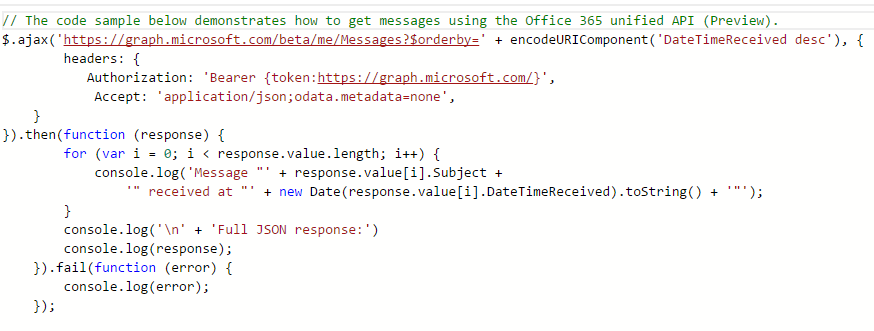 // The code sample below demonstrates how to get messages using the Office 365 unified API (Preview).
$.ajax('https://graph.microsoft.com/beta/me/Messages?$orderby=' + encodeURIComponent('DateTimeReceived desc'), {
        headers: {
           Authorization: 'Bearer {token:https://graph.microsoft.com/}',
            Accept: 'application/json;odata.metadata=none',
    }
}).then(function (response) {
        for (var i = 0; i < response.value.length; i++) {
            console.log('Message "' + response.value[i].Subject +
                '" received at "' + new Date(response.value[i].DateTimeReceived).toString() + '"');
        }
        console.log('\n' + 'Full JSON response:')
        console.log(response);
    }).fail(function (error) {
        console.log(error);
    });